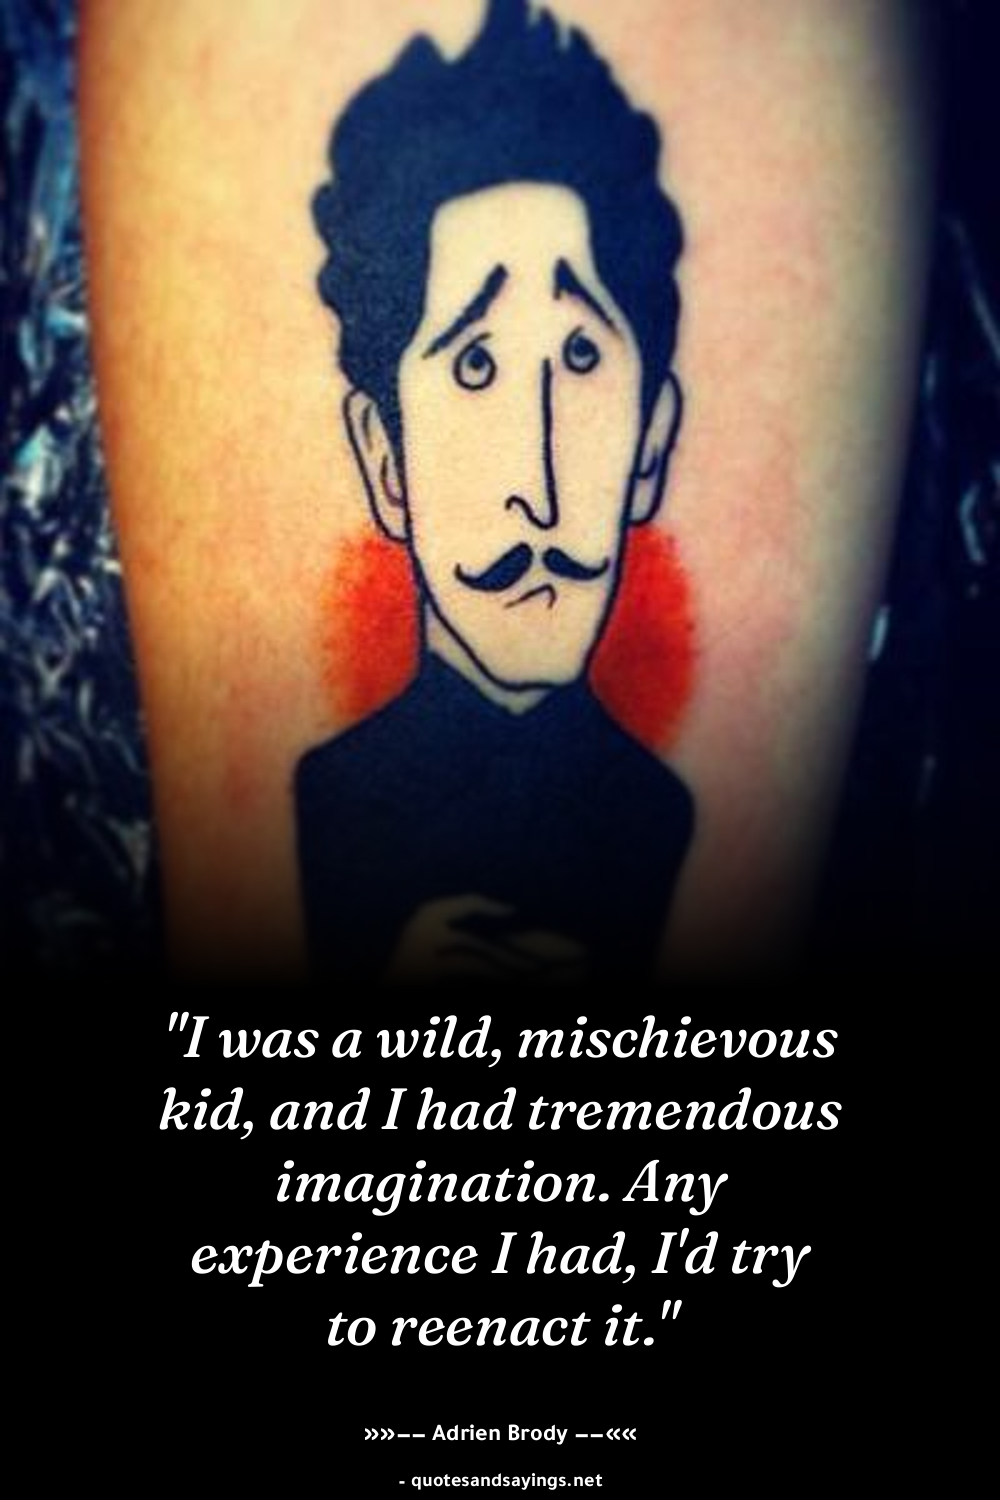 "I was a wild, mischievous
kid, and I had tremendous
imagination. Any
experience I had, I'd try
to reenact it."
»»−− Adrien Brody −−««
- quotesandsayings.net